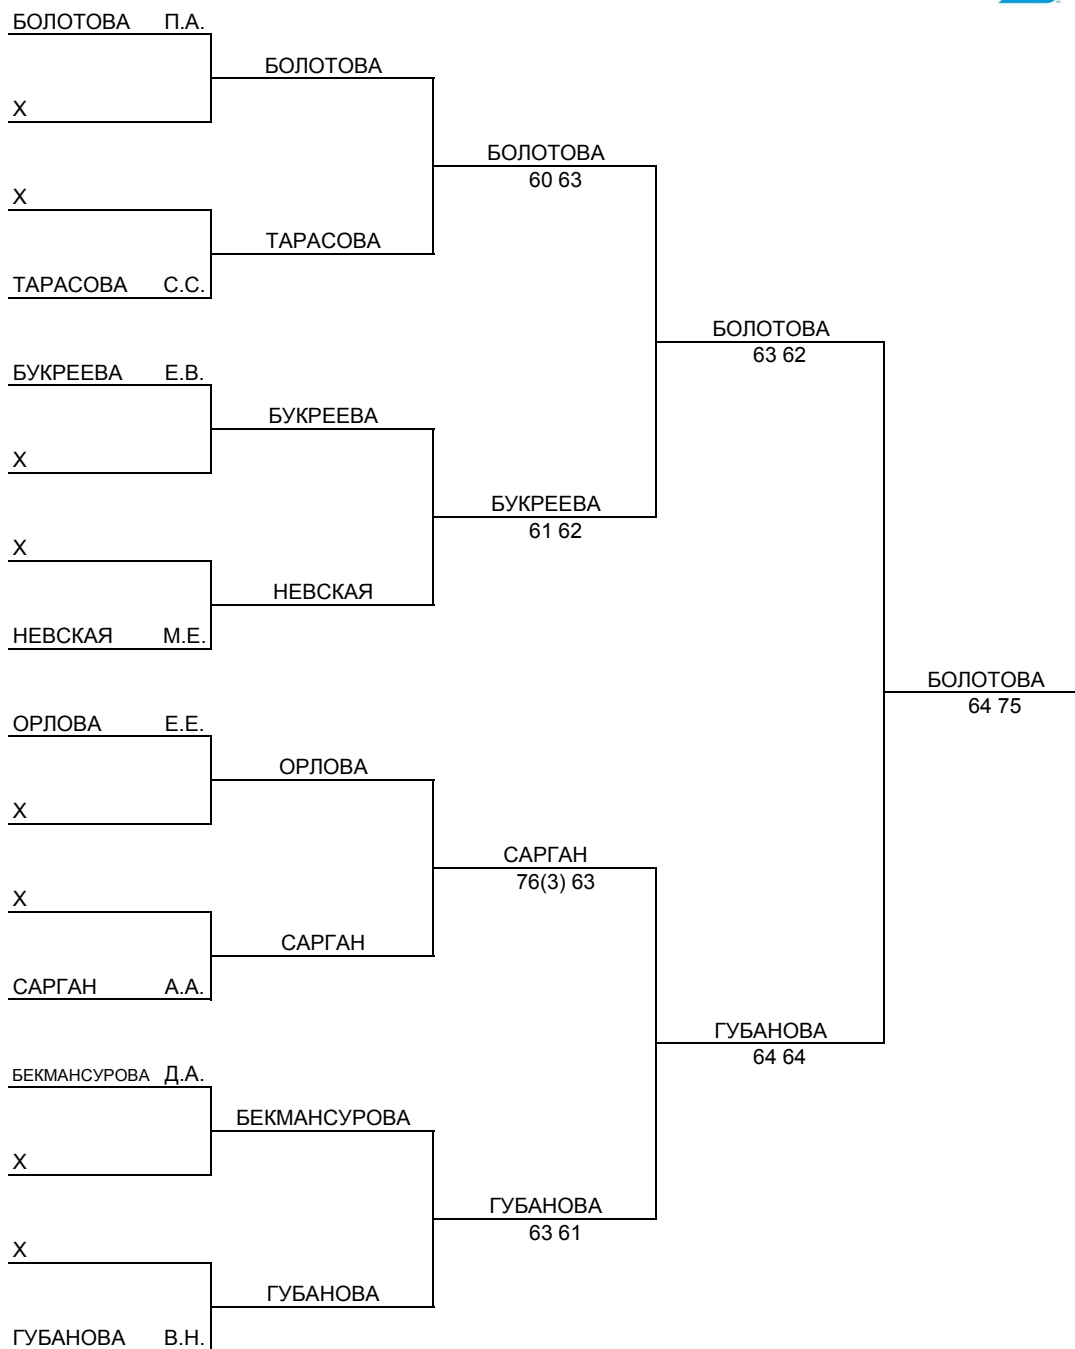 БОЛОТОВА П.А.
БОЛОТОВА
X
БОЛОТОВА
60 63
X
ТАРАСОВА
ТАРАСОВА С.С.
БОЛОТОВА
63 62
БУКРЕЕВА Е.В.
БУКРЕЕВА
X
БУКРЕЕВА
61 62
X
НЕВСКАЯ
НЕВСКАЯ М.Е.
БОЛОТОВА
64 75
ОРЛОВА Е.Е.
ОРЛОВА
X
САРГАН
76(3) 63
X
САРГАН
САРГАН А.А.
ГУБАНОВА
64 64
БЕКМАНСУРОВА Д.А.
БЕКМАНСУРОВА
X
ГУБАНОВА
63 61
X
ГУБАНОВА
ГУБАНОВА В.Н.